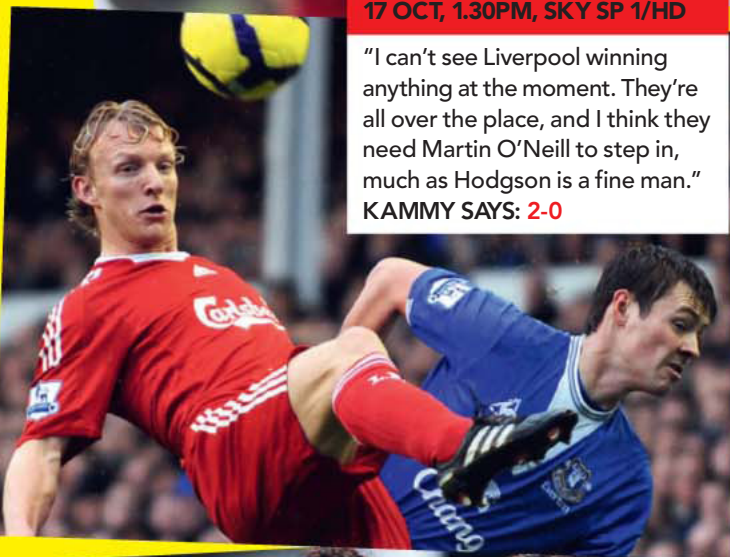 17 OCT, 1.30PM, SKY SP 1/HD
“I can’t see Liverpool winning
anything at the moment. They’re
all over the place, and I think they
need Martin O’Neill to step in,
much as Hodgson is a fine man.”
KAMMY SAYS: 2-0
Carlsberg
Chang